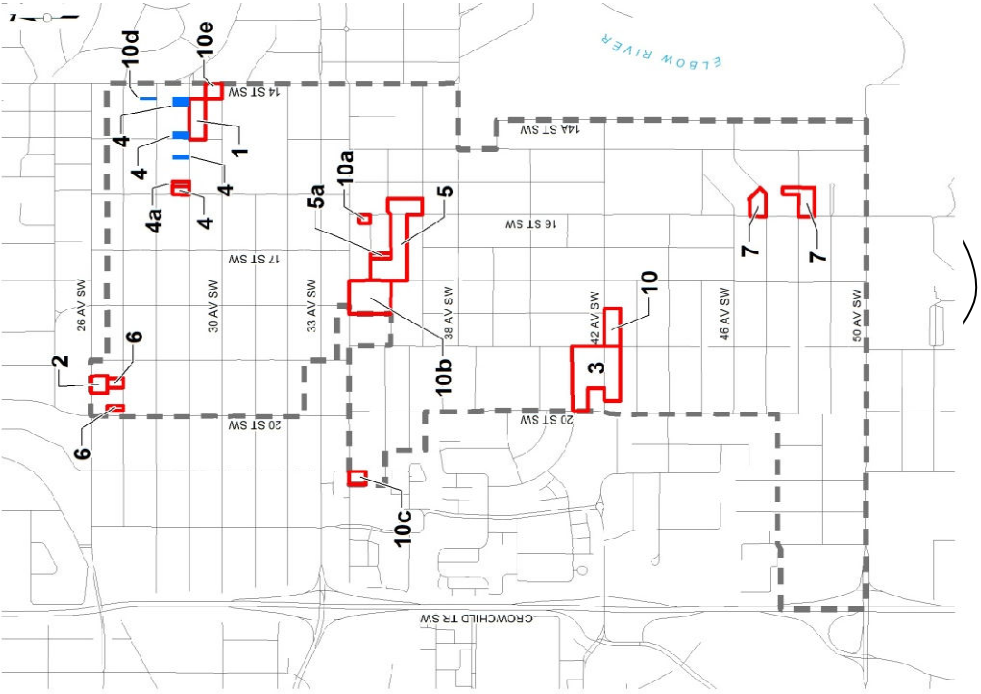 10d
10e
14 ST SW
4
1
4
4
4a
4
10a
5a
5
14A ST SW
ELBOW RIVER
16 ST SW
17 ST SW
7
7
26 AV SW
30 AV SW
33 AV SW
38 AV SW
42 AV SW
46 AV SW
50 AV SW
10
2
6
6
10b
3
20 ST SW
20 ST SW
10c
CROWCHILD TR SW